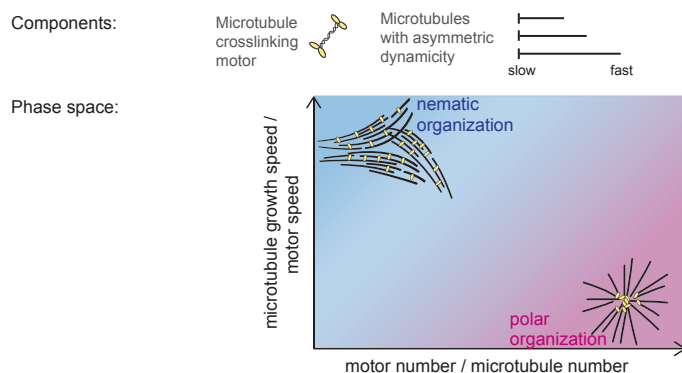 Components:
Microtubule
crosslinking
motor
Microtubules
with asymmetric
dynamicity
slow
fast
Phase space:
nematic
organization
microtubule growth speed /
motor speed
polar
organization
motor number / microtubule number